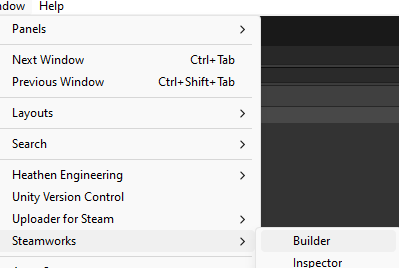 ndow Help
Panels
Next Window Ctrl+Tab
Previous Window Ctrl+Shift+Tab
Layouts
Search
Heathen Engineering
Unity Version Control
Uploader for Steam
Steamworks
Builder
Inspector